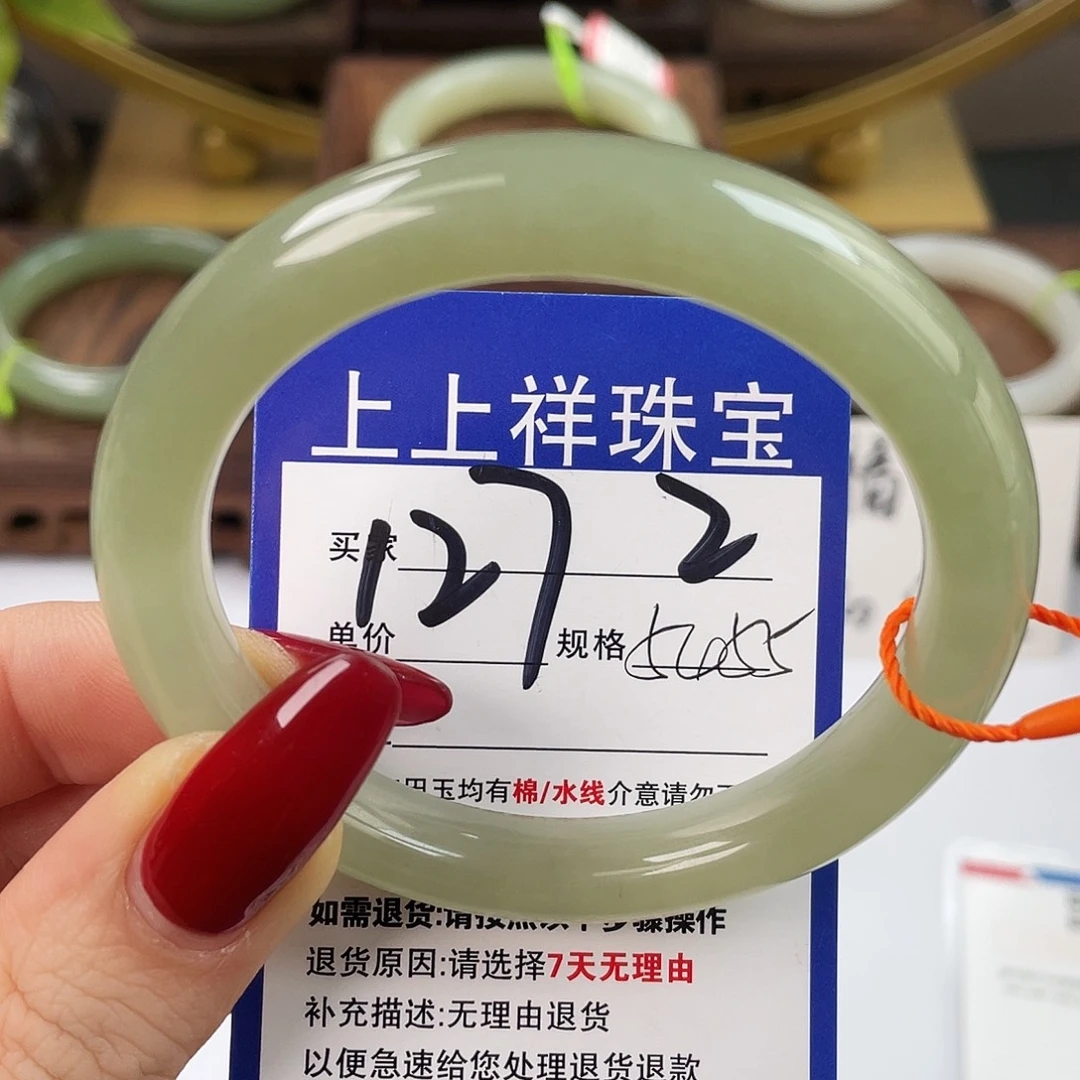 上上祥珠宝
买家 127 2
单价 规格
田玉均有棉/水线介意请勿
如需退货:请按照以下步骤操作
退货原因:请选择7天无理由
补充描述:无理由退货
以便急速给您处理退货退款